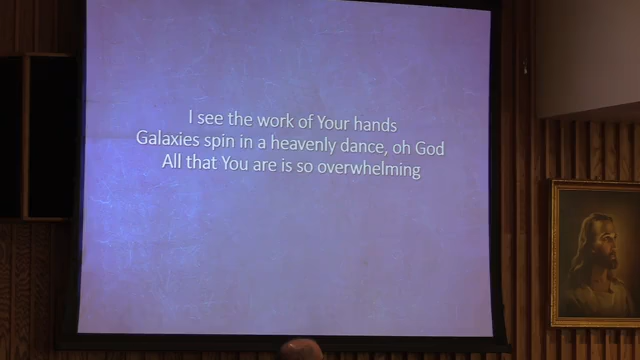 I see the work of Your hands
Galaxies spin in a heavenly dance, oh God
All that You are is so overwhelming